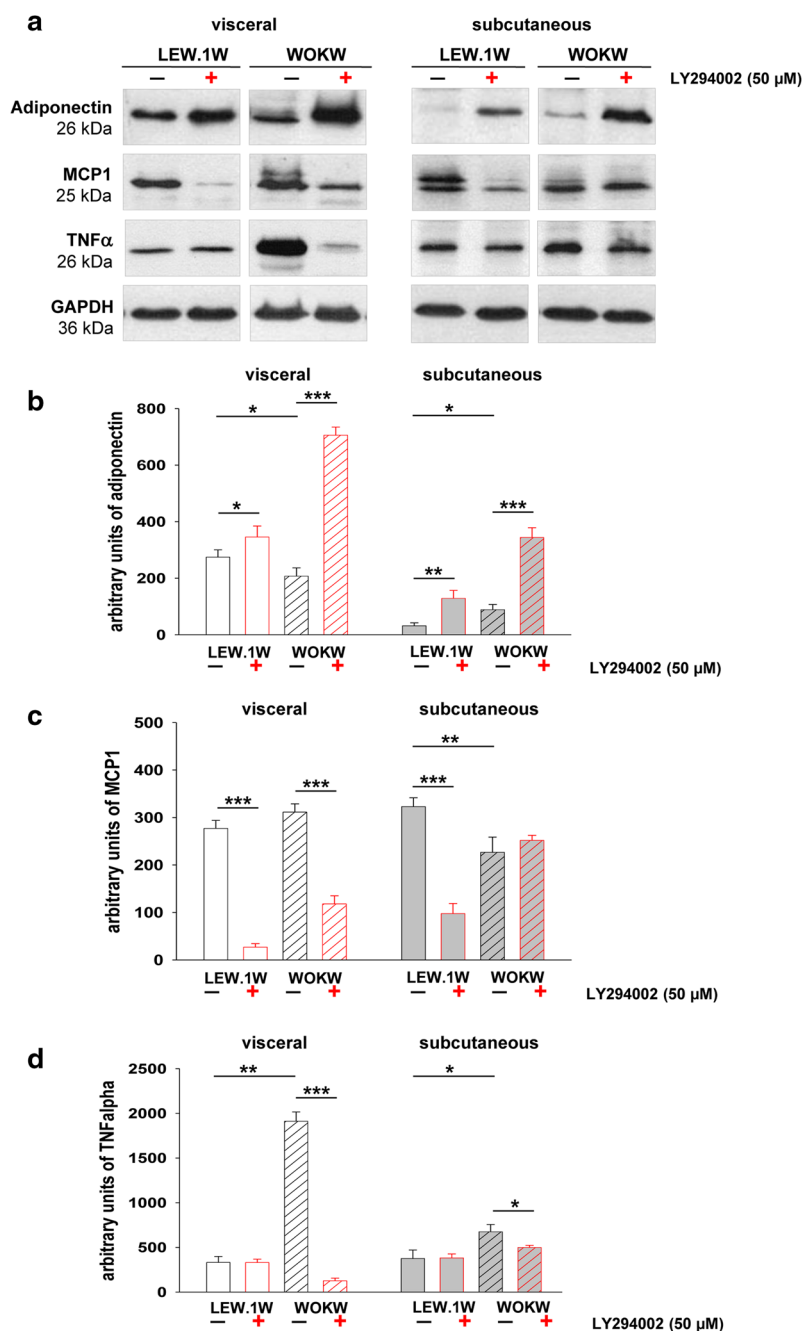 a
visceral subcutaneous
LEW.1W WOKW LEW.1W WOKW
− + − + − + − + LY294002 (50 µM)
Adiponectin
26 kDa
MCP1
25 kDa
TNFα
26 kDa
GAPDH
36 kDa
b
visceral subcutaneous
arbitrary units of adiponectin
800
600
400
200
0
* *** * * ** ***
LEW.1W WOKW LEW.1W WOKW
− + − + − + − + LY294002 (50 µM)
c
visceral subcutaneous
arbitrary units of MCP1
500
400
300
200
100
0
*** *** ** ***
LEW.1W WOKW LEW.1W WOKW
− + − + − + − + LY294002 (50 µM)
d
visceral subcutaneous
arbitrary units of TNFalpha
2500
2000
1500
1000
500
0
** *** * *
LEW.1W WOKW LEW.1W WOKW
− + − + − + − + LY294002 (50 µM)